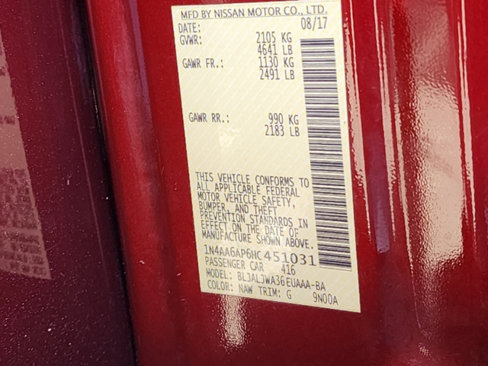 MFD BY NISSAN MOTOR CO., LTD.
DATE: 08/17
GVWR: 2105 KG
4641 LB
GAWR FR.: 1130 KG
2491 LB
GAWR RR.: 990 KG
2183 LB
THIS VEHICLE CONFORMS TO
ALL APPLICABLE FEDERAL
MOTOR VEHICLE SAFETY,
BUMPER, AND THEFT
PREVENTION STANDARDS IN
EFFECT ON THE DATE OF
MANUFACTURE SHOWN ABOVE.
1N4AA6AP6HC451031
PASSENGER CAR 416
MODEL: BL3ALJWA36EUAAA-BA
COLOR: NAW TRIM: G 9N00A